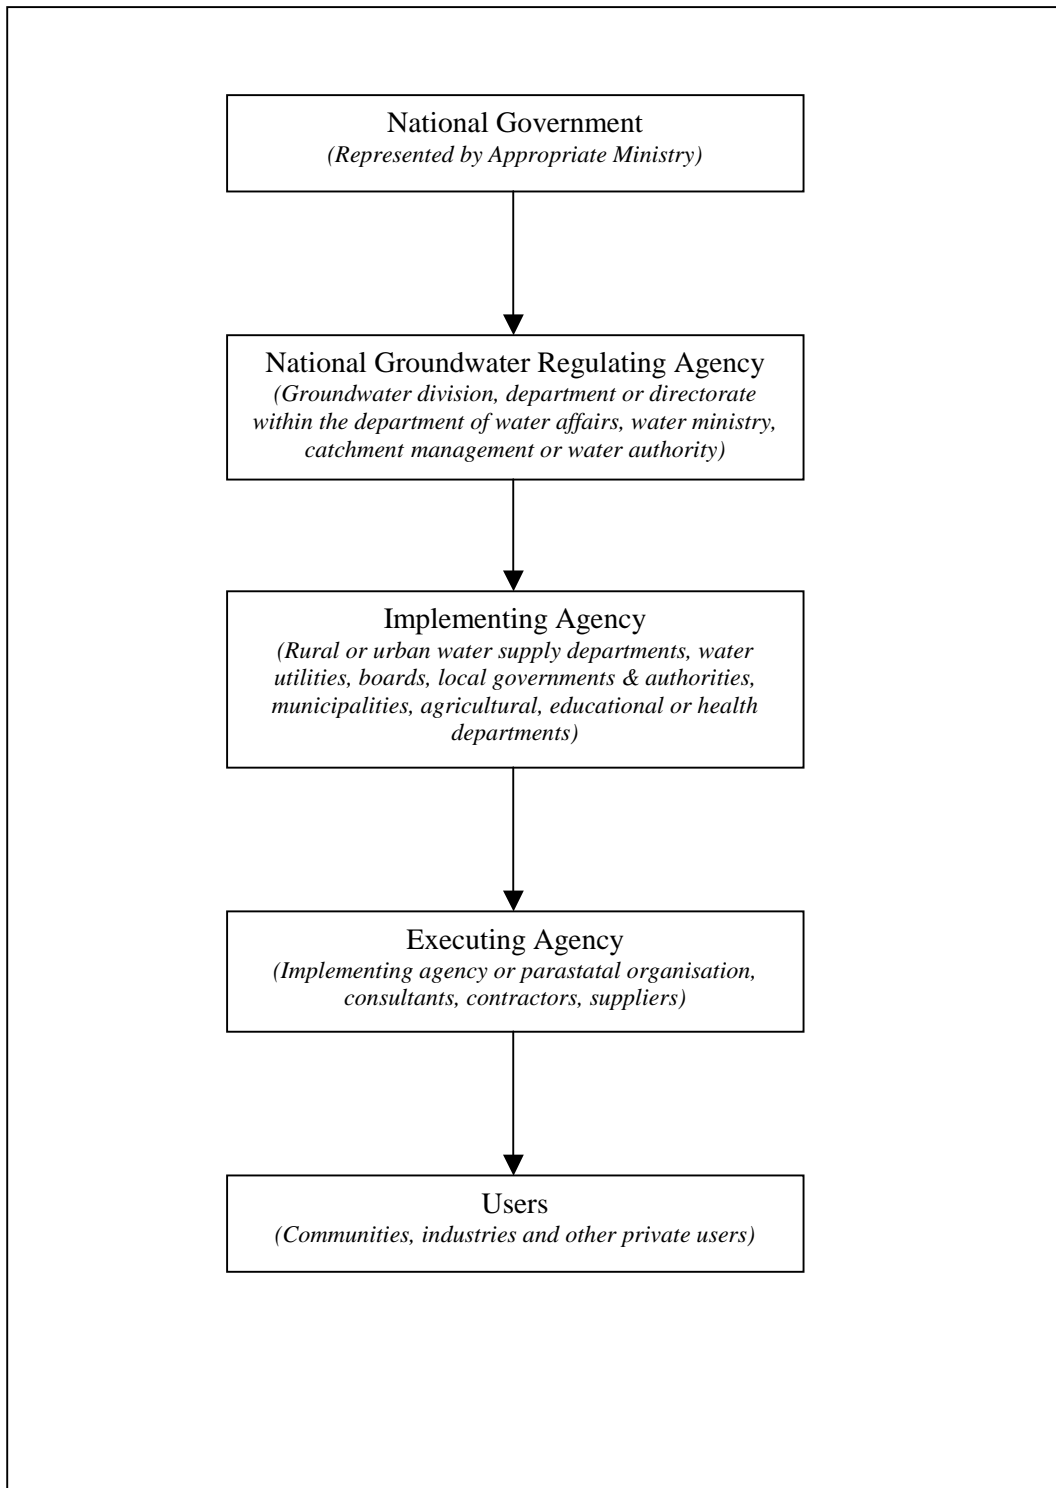 National Government
(Represented by Appropriate Ministry)
National Groundwater Regulating Agency
(Groundwater division, department or directorate
within the department of water affairs, water ministry,
catchment management or water authority)
Implementing Agency
(Rural or urban water supply departments, water
utilities, boards, local governments & authorities,
municipalities, agricultural, educational or health
departments)
Executing Agency
(Implementing agency or parastatal organisation,
consultants, contractors, suppliers)
Users
(Communities, industries and other private users)